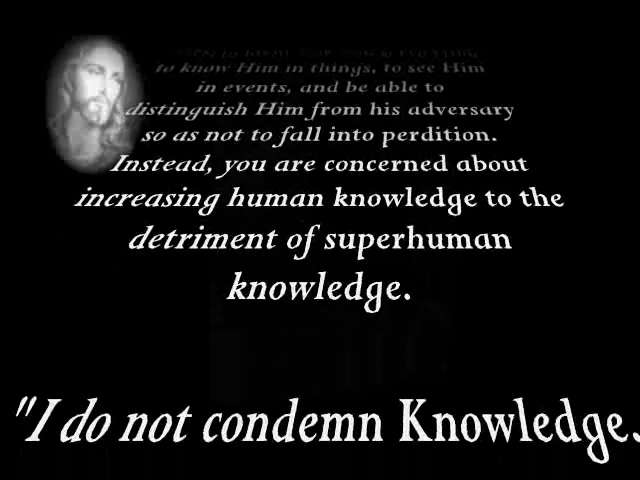 to know Him in things, to see Him
in events, and be able to
distinguish Him from his adversary
so as not to fall into perdition.
Instead, you are concerned about
increasing human knowledge to the
detriment of superhuman
knowledge.
"I do not condemn Knowledge.